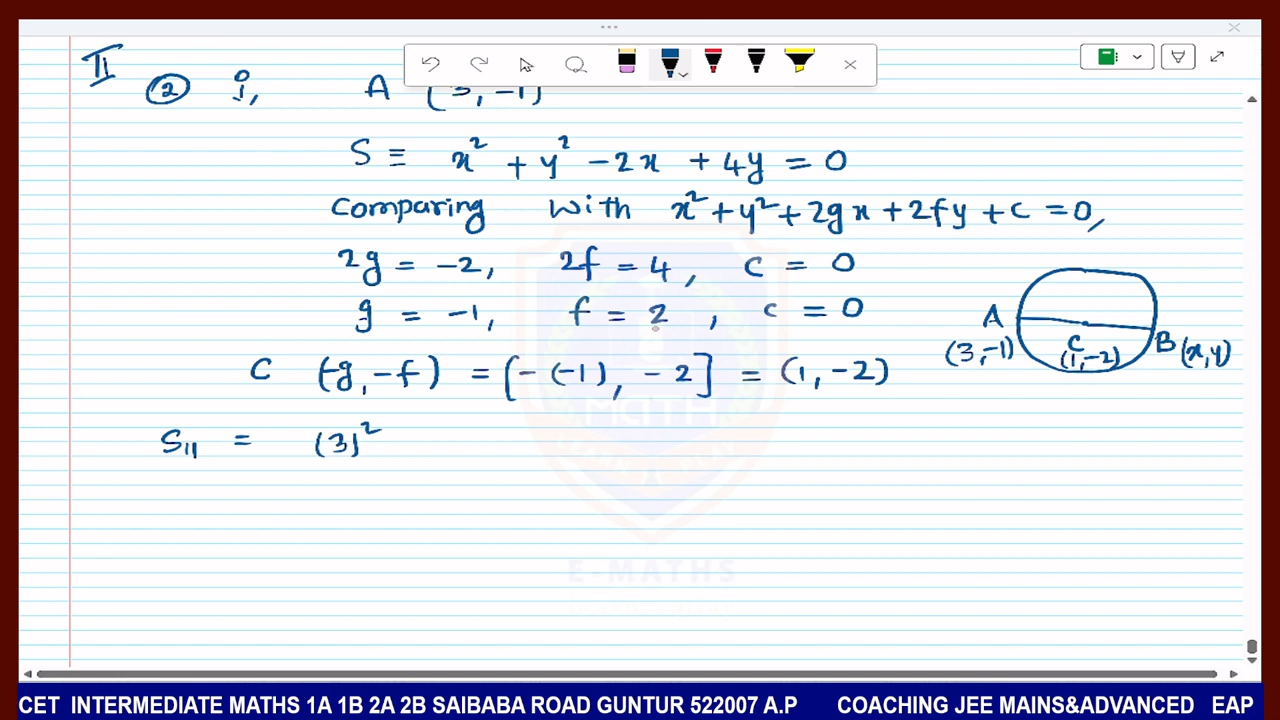 II
② i, A (3, -1)
S ≡ x² + y² - 2x + 4y = 0
Comparing with x² + y² + 2gx + 2fy + c = 0,
2g = -2, 2f = 4, c = 0
g = -1, f = 2, c = 0
A (3, -1) C (1, -2) B (x, y)
C (-g, -f) = [-(-1), -2] = (1, -2)
S₁₁ = (3)²
MATH
E-MATHS
CET INTERMEDIATE MATHS 1A 1B 2A 2B SAIBABA ROAD GUNTUR 522007 A.P COACHING JEE MAINS&ADVANCED EAP